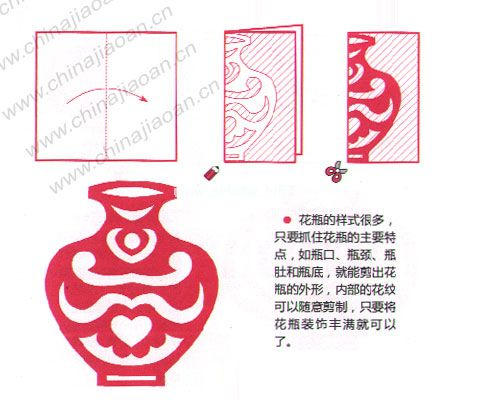 www.chinajiaoan.cn
www.chinajiaoan.cn
www.chinajiaoan.cn
● 花瓶的样式很多，
只要抓住花瓶的主要特
点，如瓶口、瓶颈、瓶
肚和瓶底，就能剪出花
瓶的外形，内部的花纹
可以随意剪制，只要将
花瓶装饰丰满就可以
了。